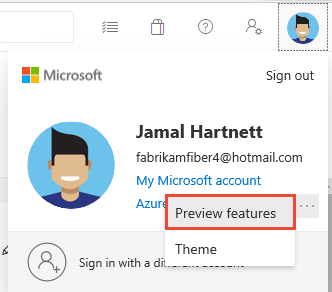 Microsoft
Sign out
Jamal Hartnett
fabrikamfiber4@hotmail.com
My Microsoft account
Azure
Preview features
Theme
Sign in with a different account